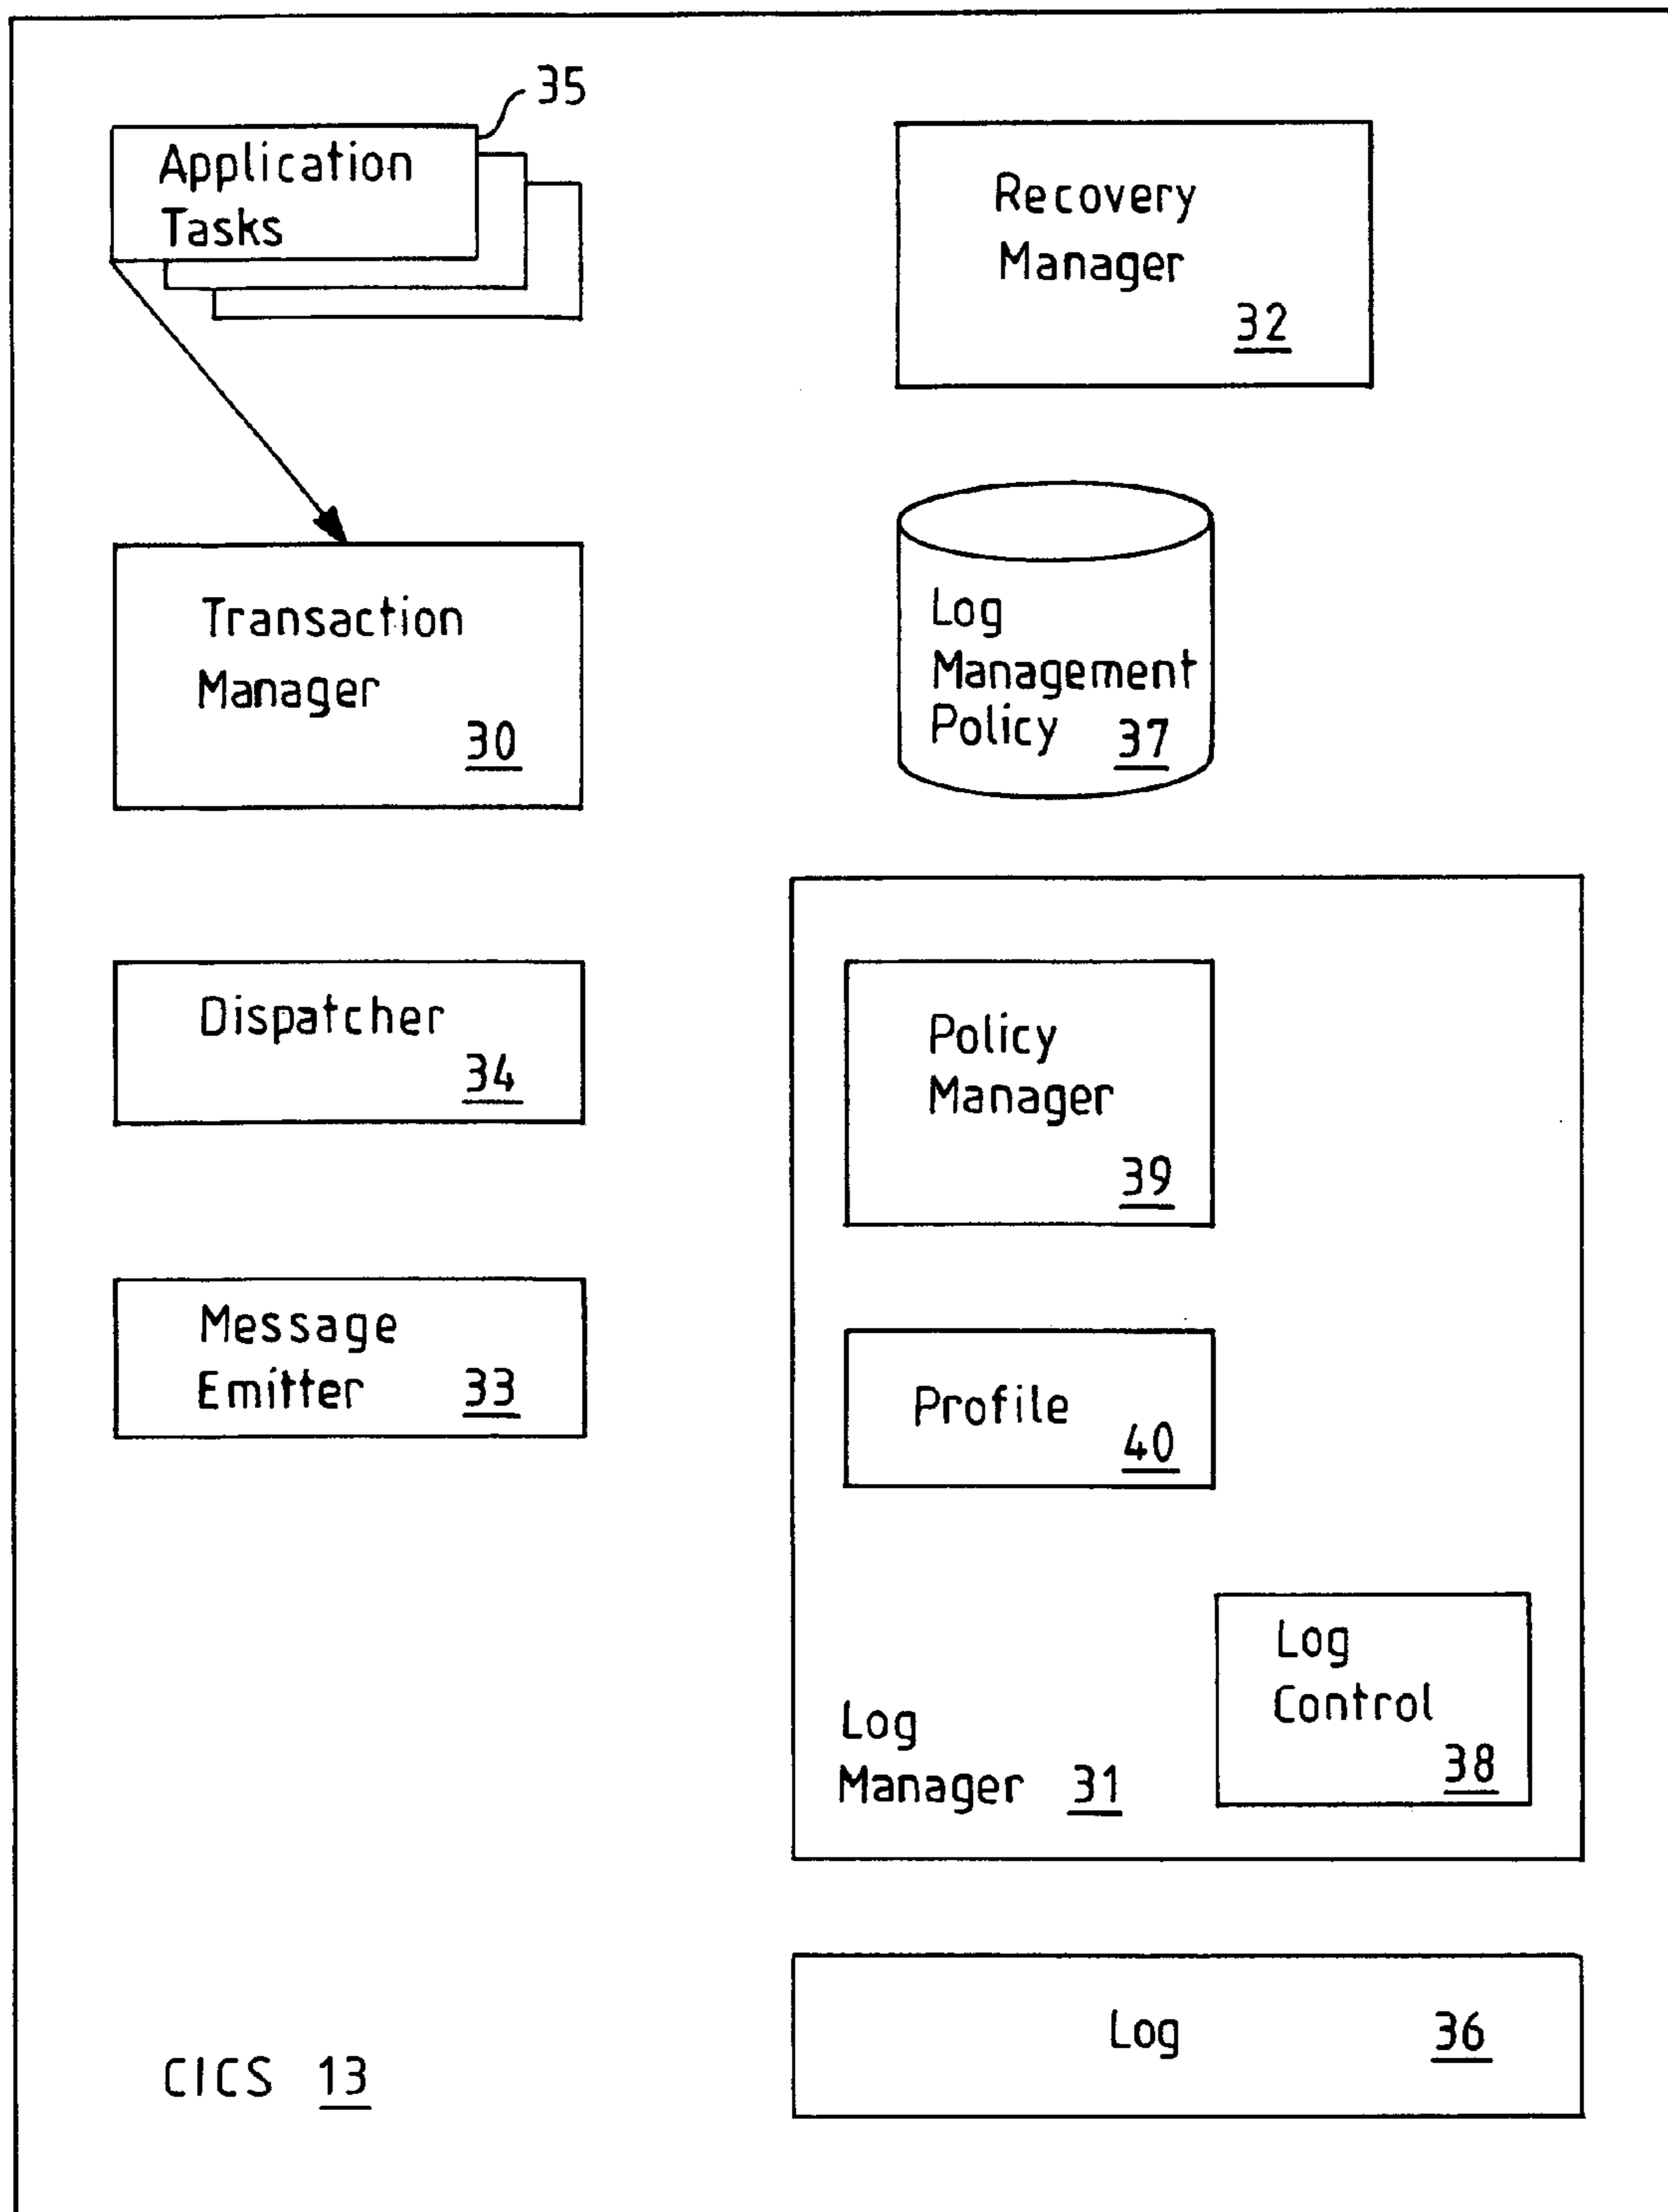 35
Application
Tasks
Recovery
Manager
32
Transaction
Manager
30
Log
Management
Policy 37
Dispatcher
34
Policy
Manager
39
Message
Emitter 33
Profile
40
Log
Control
38
Log
Manager 31
Log 36
CICS 13